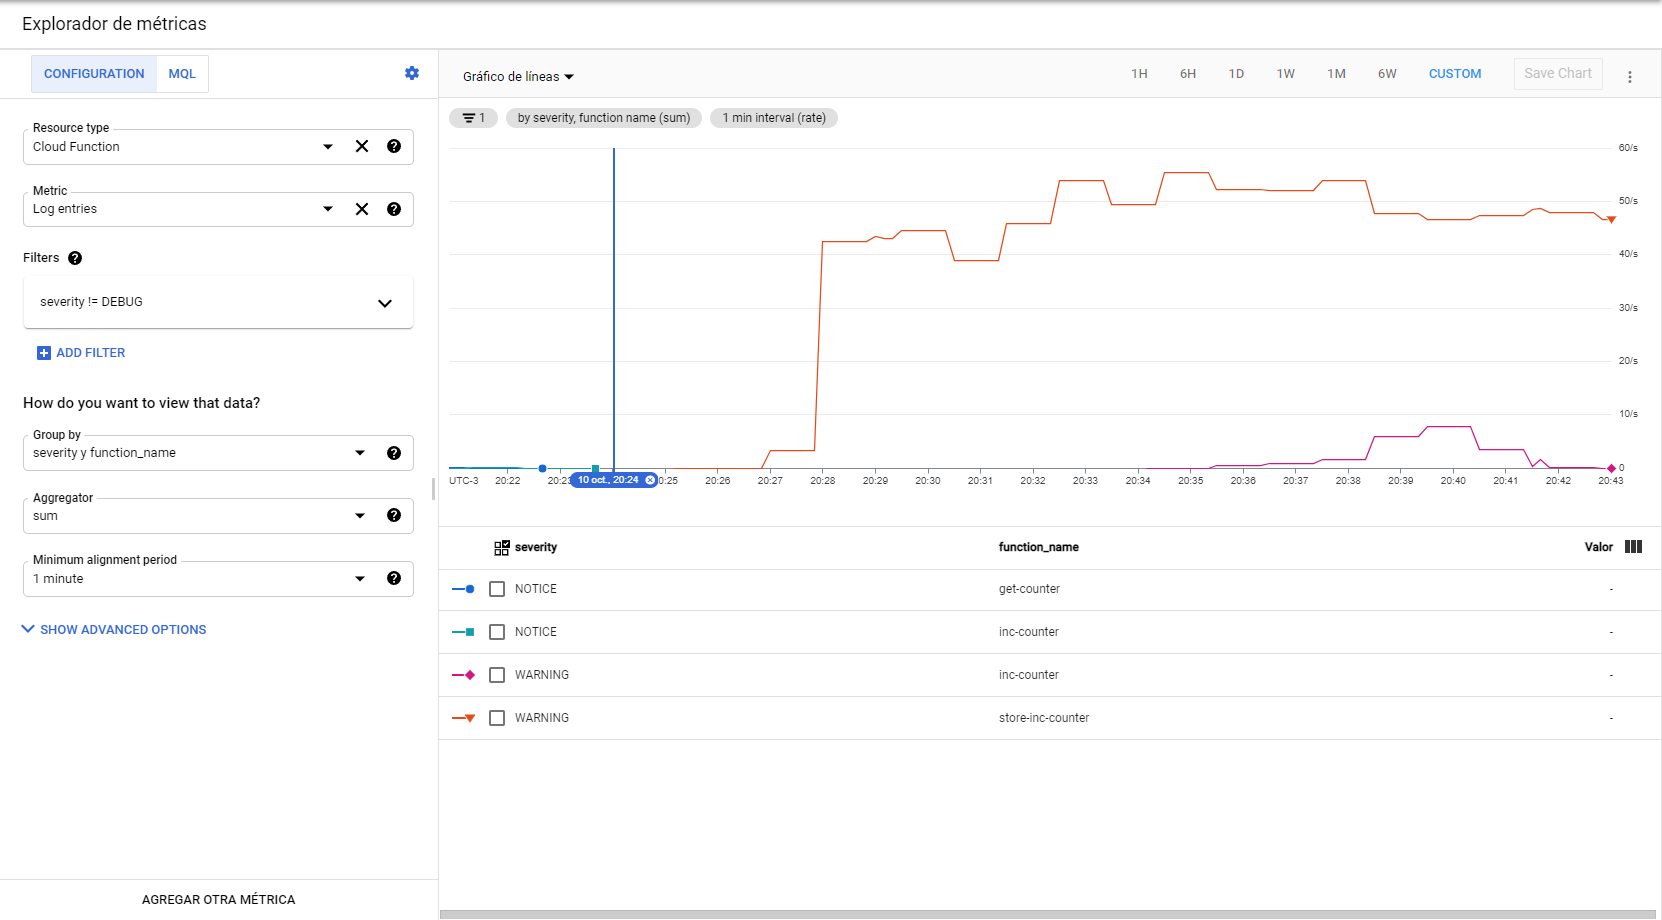 Explorador de métricas
CONFIGURATION MQL
Resource type
Cloud Function
Metric
Log entries
Filters
severity != DEBUG
ADD FILTER
How do you want to view that data?
Group by
severity y function_name
Aggregator
sum
Minimum alignment period
1 minute
SHOW ADVANCED OPTIONS
AGREGAR OTRA MÉTRICA
Gráfico de líneas 1H 6H 1D 1W 1M 6W CUSTOM Save Chart
1 by severity, function name (sum) 1 min interval (rate)
60/s
50/s
40/s
30/s
20/s
10/s
0
UTC-3 20:22 20:23 10 oct., 20:24 0:25 20:26 20:27 20:28 20:29 20:30 20:31 20:32 20:33 20:34 20:35 20:36 20:37 20:38 20:39 20:40 20:41 20:42 20:43
severity function_name Valor
NOTICE get-counter -
NOTICE inc-counter -
WARNING inc-counter -
WARNING store-inc-counter -